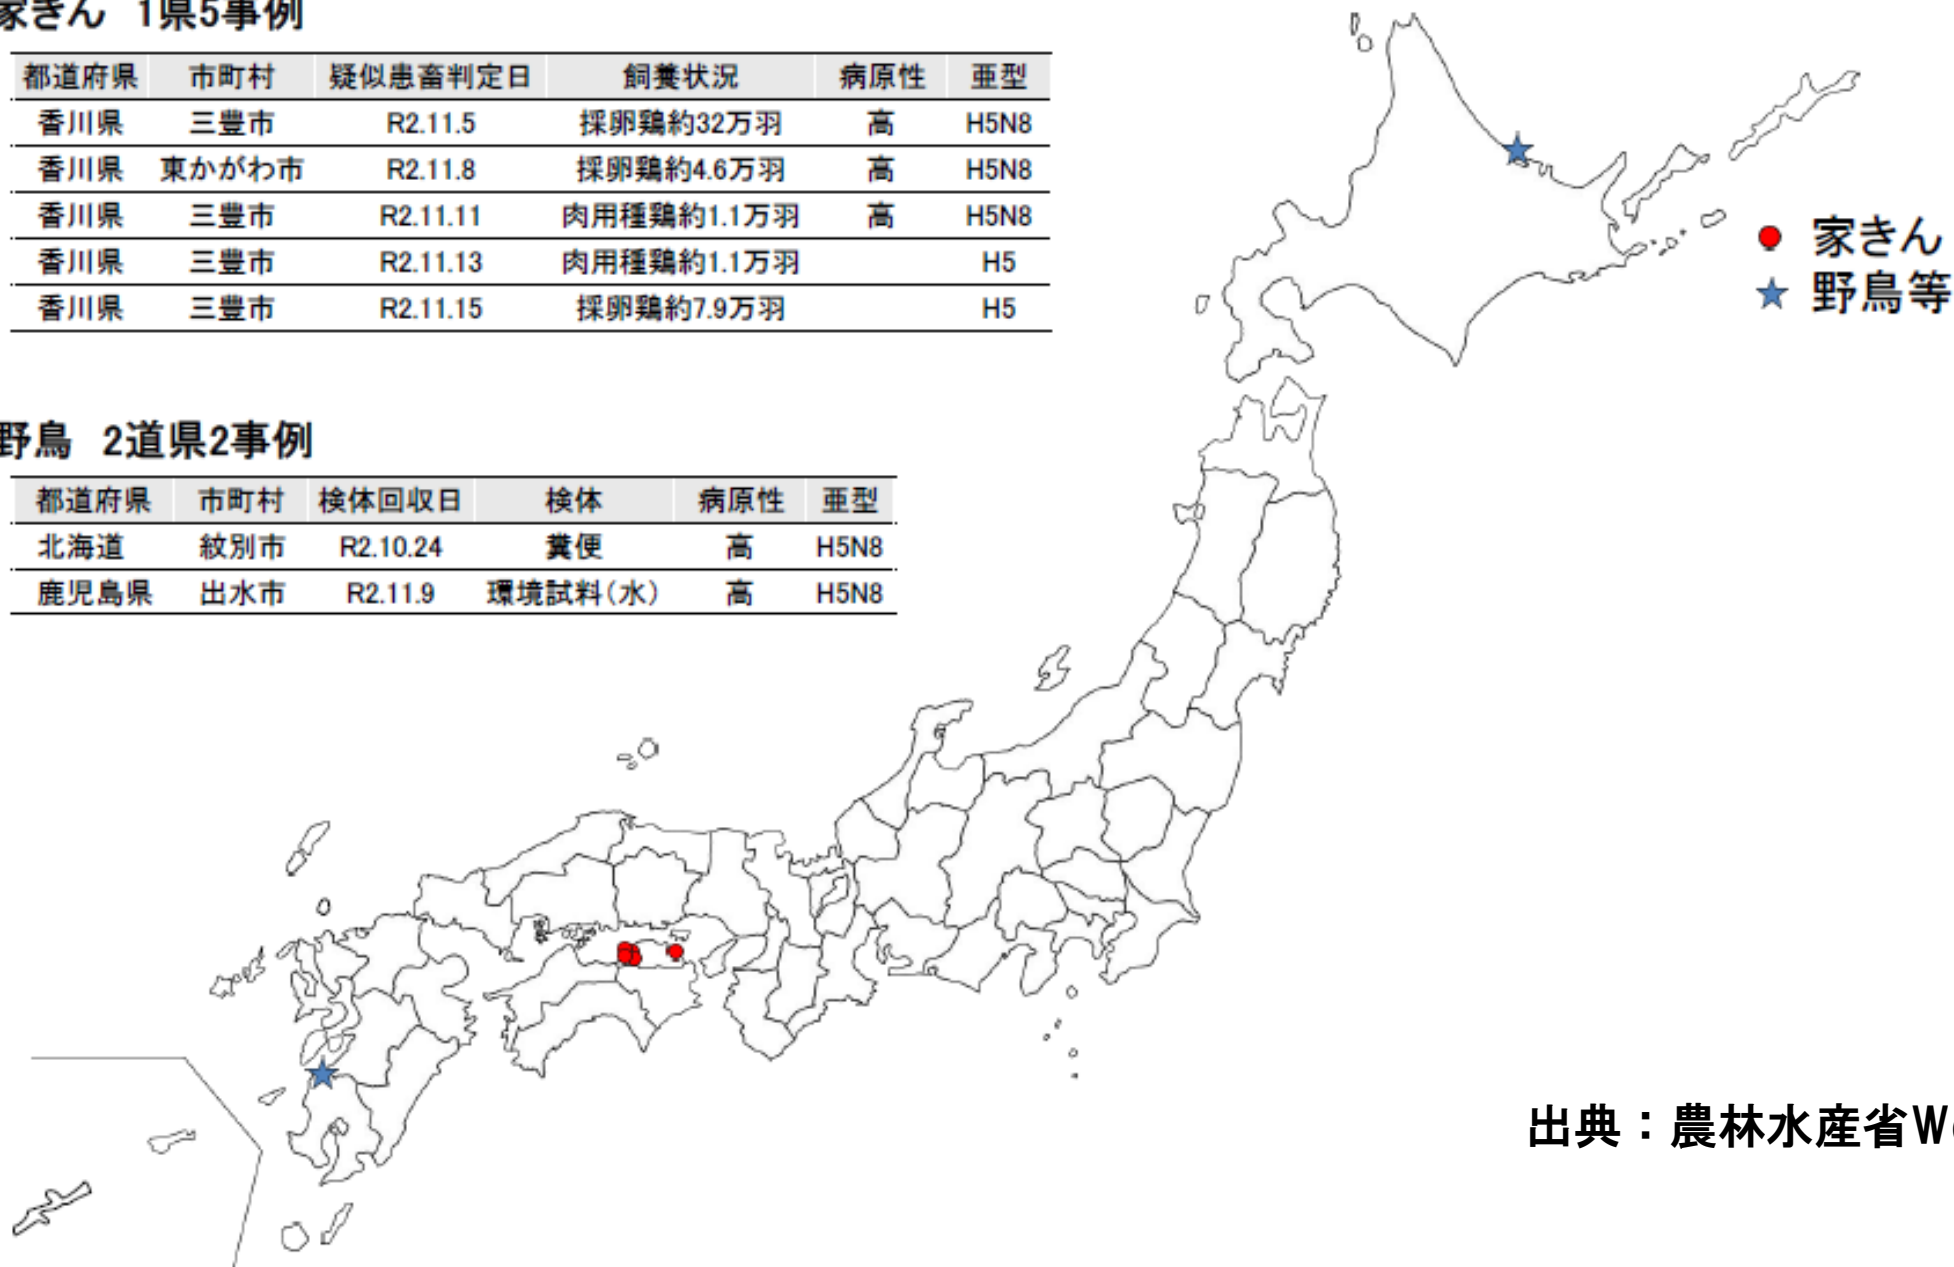 家きん 1県5事例
都道府県 市町村 疑似患畜判定日 飼養状況 病原性 亜型
香川県 三豊市 R2.11.5 採卵鶏約32万羽 高 H5N8
香川県 東かがわ市 R2.11.8 採卵鶏約4.6万羽 高 H5N8
香川県 三豊市 R2.11.11 肉用種鶏約1.1万羽 高 H5N8
香川県 三豊市 R2.11.13 肉用種鶏約1.1万羽 H5
香川県 三豊市 R2.11.15 採卵鶏約7.9万羽 H5
家きん
野鳥等
野鳥 2道県2事例
都道府県 市町村 検体回収日 検体 病原性 亜型
北海道 紋別市 R2.10.24 糞便 高 H5N8
鹿児島県 出水市 R2.11.9 環境試料(水) 高 H5N8
出典：農林水産省W